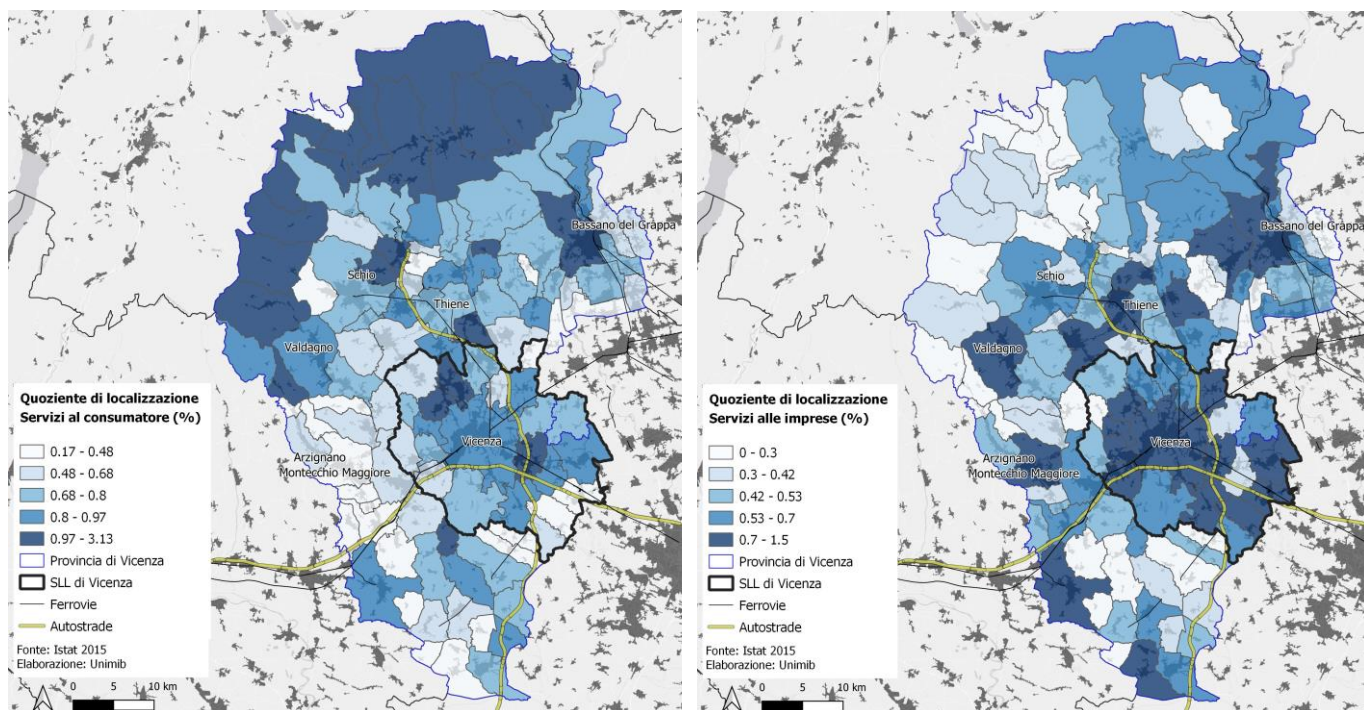 Bassano del Grappa
Schio
Thiene
Valdagno
Vicenza
Arzignano
Montecchio Maggiore
Quoziente di localizzazione
Servizi al consumatore (%)
0.17 - 0.48
0.48 - 0.68
0.68 - 0.8
0.8 - 0.97
0.97 - 3.13
Provincia di Vicenza
SLL di Vicenza
Ferrovie
Autostrade
Fonte: Istat 2015
Elaborazione: Unimib
0 5 10 km
Bassano del Grappa
Schio
Thiene
Valdagno
Vicenza
Arzignano
Montecchio Maggiore
Quoziente di localizzazione
Servizi alle imprese (%)
0 - 0.3
0.3 - 0.42
0.42 - 0.53
0.53 - 0.7
0.7 - 1.5
Provincia di Vicenza
SLL di Vicenza
Ferrovie
Autostrade
Fonte: Istat 2015
Elaborazione: Unimib
0 5 10 km